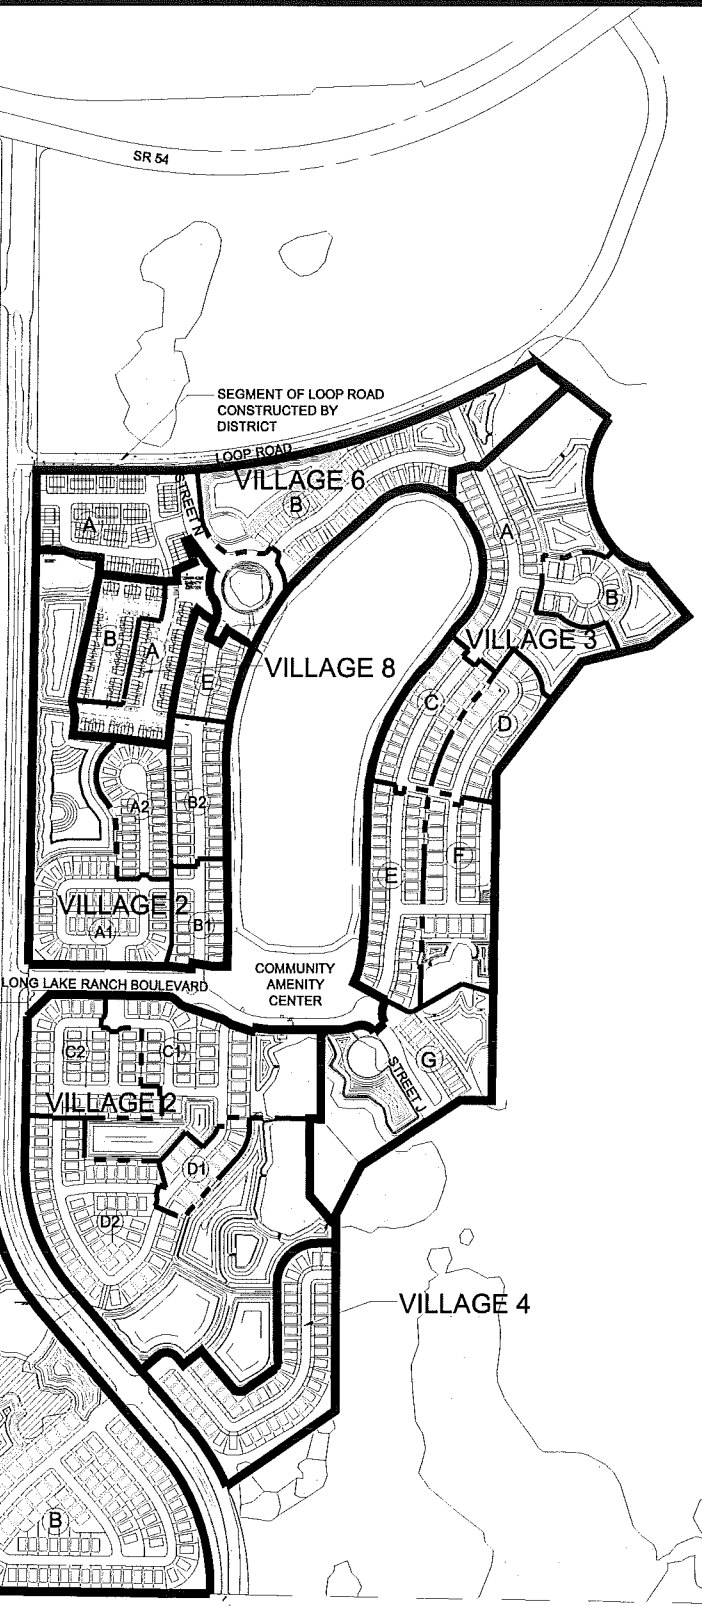 SR 54
SEGMENT OF LOOP ROAD
CONSTRUCTED BY
DISTRICT
LOOP ROAD
VILLAGE 6
STREET N
B
A
A
B
B
A
VILLAGE 3
VILLAGE 8
E
C
D
A2
B2
E
F
VILLAGE 2
A1
B1
COMMUNITY
AMENITY
CENTER
LONG LAKE RANCH BOULEVARD
C2
C1
G
STREET J
VILLAGE 2
D1
D2
VILLAGE 4
B